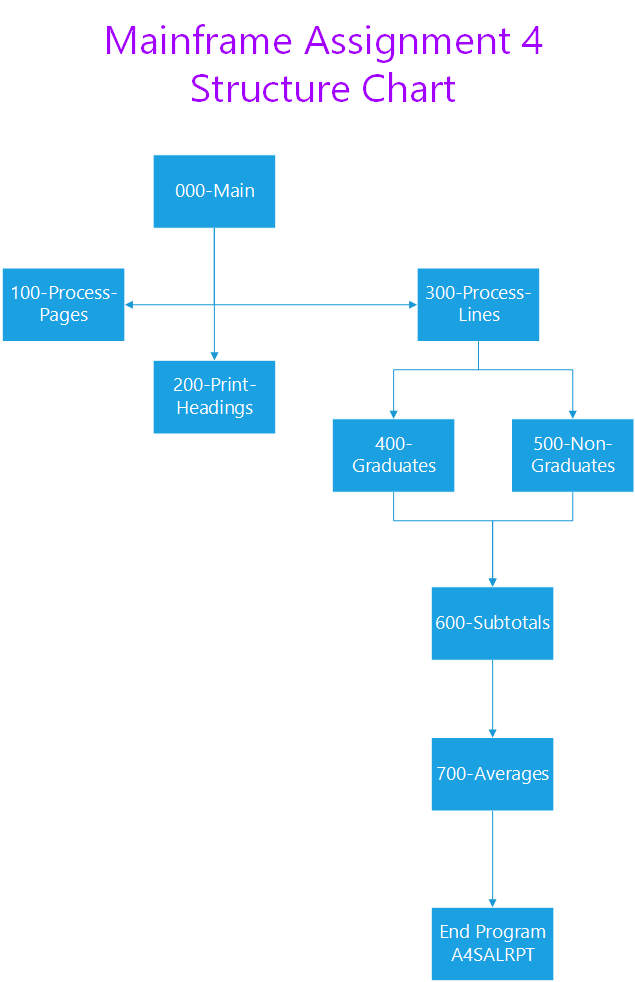 Mainframe Assignment 4
Structure Chart
000-Main
100-Process-
Pages
300-Process-
Lines
200-Print-
Headings
400-
Graduates
500-Non-
Graduates
600-Subtotals
700-Averages
End Program
A4SALRPT